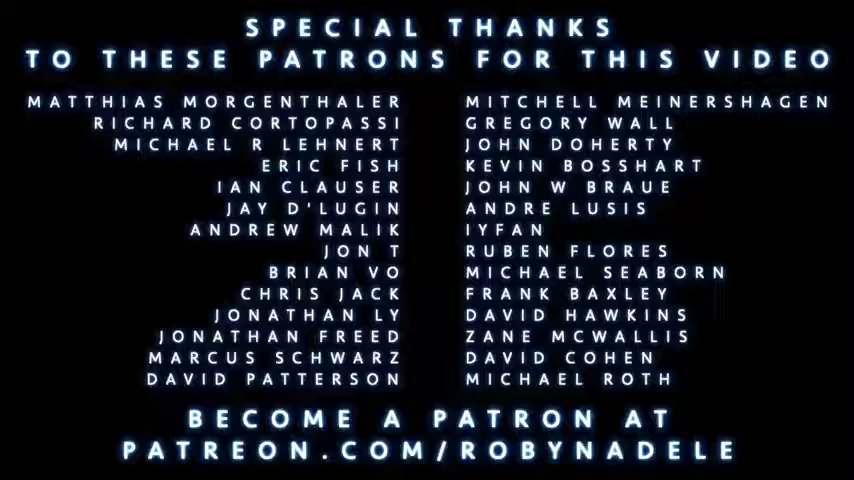 SPECIAL THANKS
TO THESE PATRONS FOR THIS VIDEO
MATTHIAS MORGENTHALER
RICHARD CORTOPASSI
MICHAEL R LEHNERT
ERIC FISH
IAN CLAUSER
JAY D'LUGIN
ANDREW MALIK
JON T
BRIAN VO
CHRIS JACK
JONATHAN LY
JONATHAN FREED
MARCUS SCHWARZ
DAVID PATTERSON
MITCHELL MEINERSHAGEN
GREGORY WALL
JOHN DOHERTY
KEVIN BOSSHART
JOHN W BRAUE
ANDRE LUSIS
IYFAN
RUBEN FLORES
MICHAEL SEABORN
FRANK BAXLEY
DAVID HAWKINS
ZANE MCWALLIS
DAVID COHEN
MICHAEL ROTH
BECOME A PATRON AT
PATREON.COM/ROBYNADELE